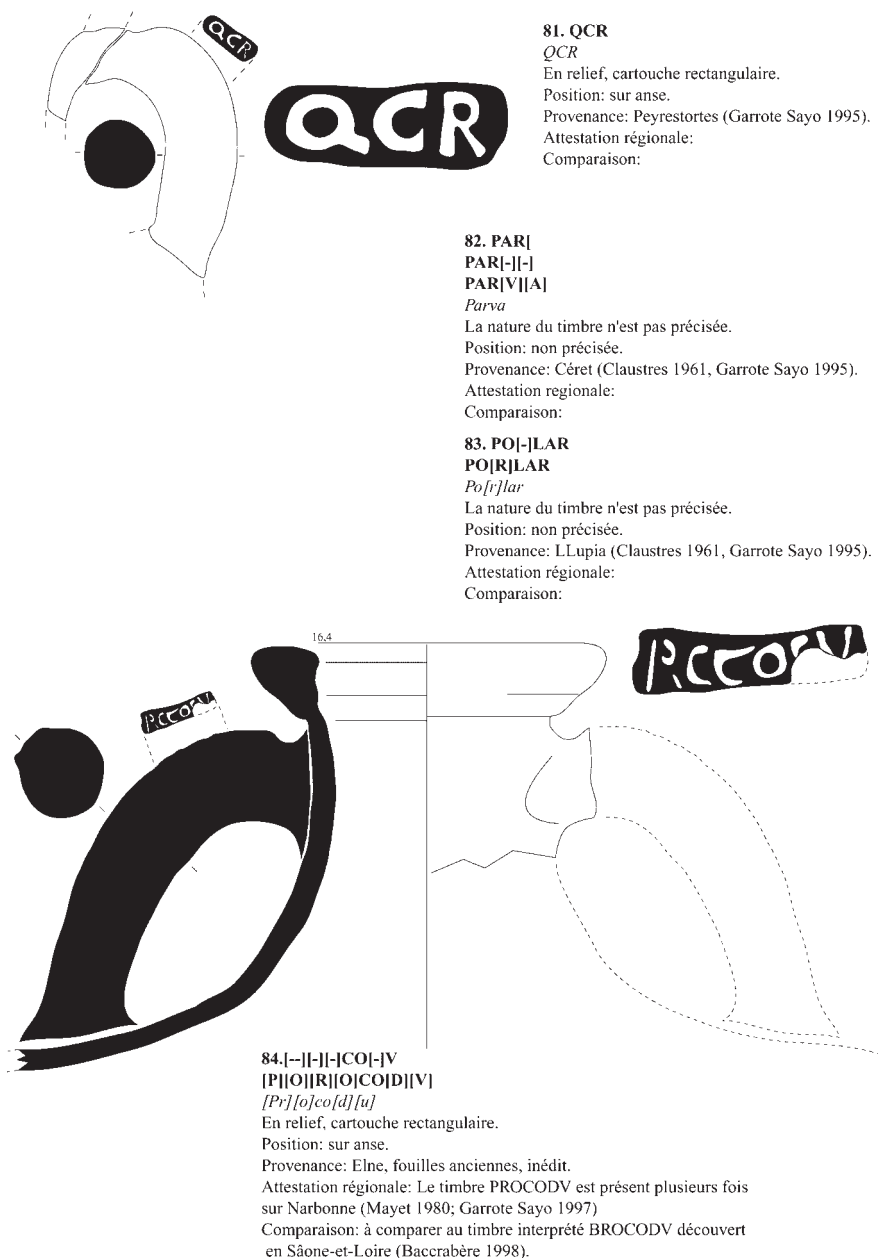 QCR
QCR
81. QCR
QCR
En relief, cartouche rectangulaire.
Position: sur anse.
Provenance: Peyrestortes (Garrote Sayo 1995).
Attestation régionale:
Comparaison:
82. PAR[
PAR[-][-]
PAR[V][A]
Parva
La nature du timbre n'est pas précisée.
Position: non précisée.
Provenance: Céret (Claustres 1961, Garrote Sayo 1995).
Attestation regionale:
Comparaison:
83. PO[-]LAR
PO[R]LAR
Po[r]lar
La nature du timbre n'est pas précisée.
Position: non précisée.
Provenance: LLupia (Claustres 1961, Garrote Sayo 1995).
Attestation régionale:
Comparaison:
16,4
84.[--][-][-]CO[-]V
[P][O][R][O]CO[D][V]
[Pr][o]co[d][u]
En relief, cartouche rectangulaire.
Position: sur anse.
Provenance: Elne, fouilles anciennes, inédit.
Attestation régionale: Le timbre PROCODV est présent plusieurs fois
sur Narbonne (Mayet 1980; Garrote Sayo 1997)
Comparaison: à comparer au timbre interprété BROCODV découvert
en Sâone-et-Loire (Baccrabère 1998).